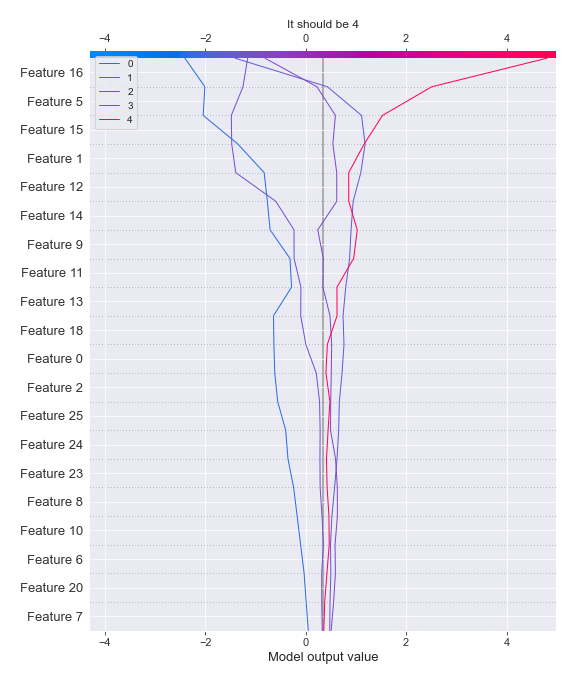 It should be 4
−4 −2 0 2 4
0
1
2
3
4
Feature 16
Feature 5
Feature 15
Feature 1
Feature 12
Feature 14
Feature 9
Feature 11
Feature 13
Feature 18
Feature 0
Feature 2
Feature 25
Feature 24
Feature 23
Feature 8
Feature 10
Feature 6
Feature 20
Feature 7
−4 −2 0 2 4
Model output value